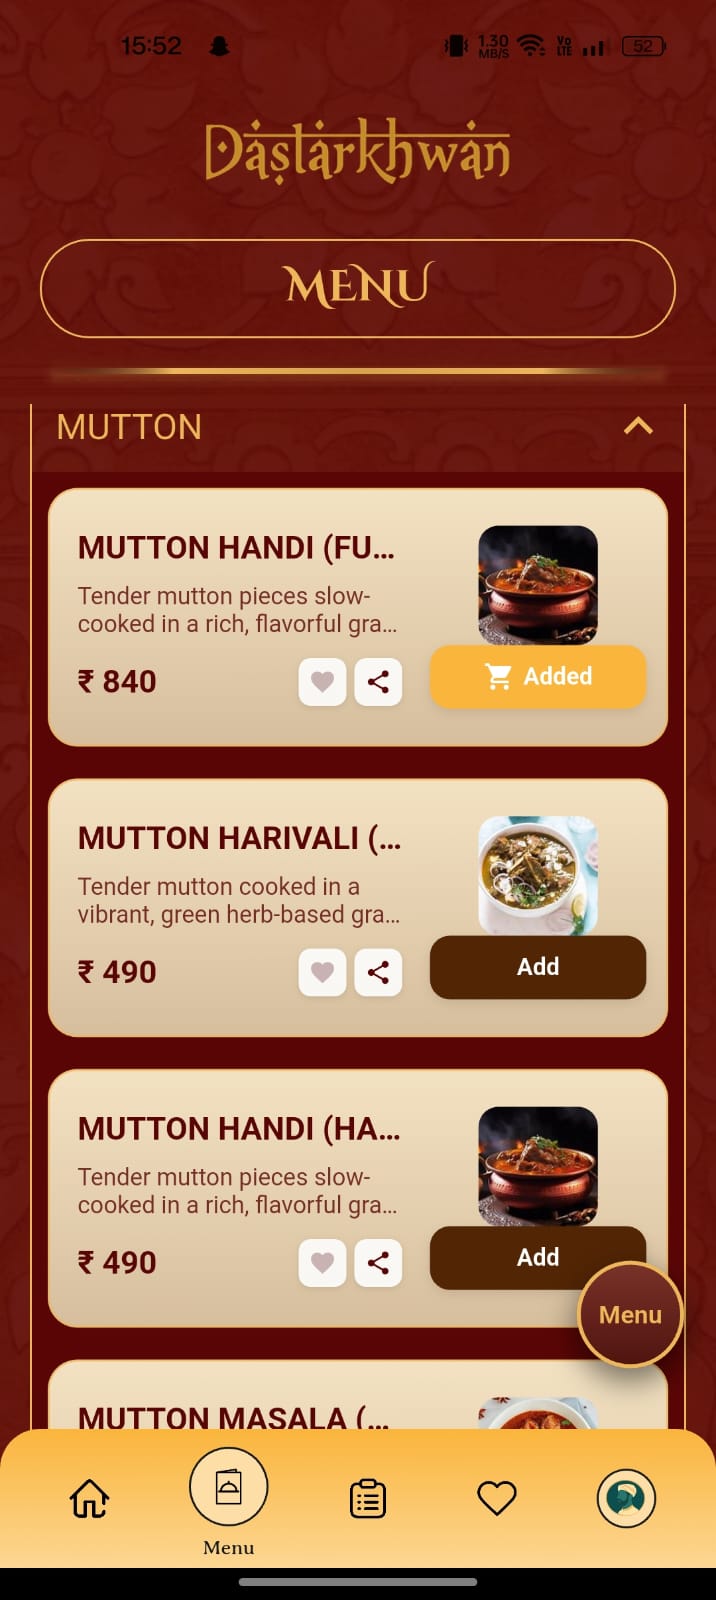 15:52
1.30 MB/S
Vo LTE
52
Dastarkhwan
MENU
MUTTON
MUTTON HANDI (FU...
Tender mutton pieces slow-
cooked in a rich, flavorful gra...
₹ 840
Added
MUTTON HARIVALI (...
Tender mutton cooked in a
vibrant, green herb-based gra...
₹ 490
Add
MUTTON HANDI (HA...
Tender mutton pieces slow-
cooked in a rich, flavorful gra...
₹ 490
Add
Menu
MUTTON MASALA (...
Menu